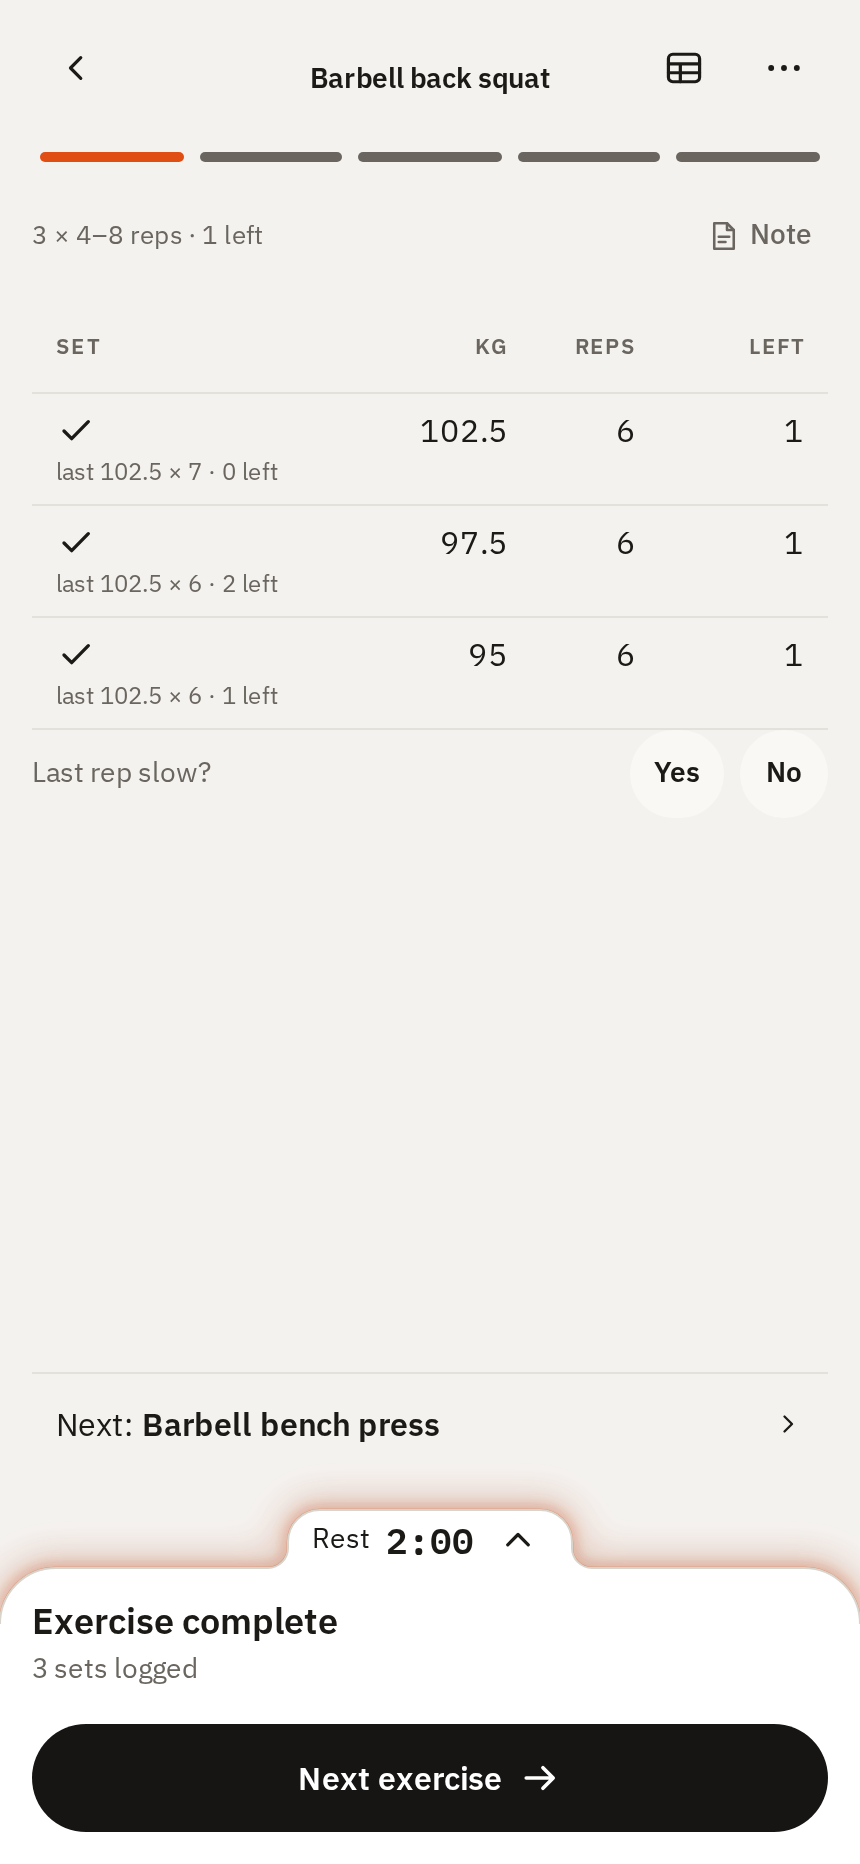 Barbell back squat
3 × 4–8 reps · 1 left
Note
SET KG REPS LEFT
102.5 6 1
last 102.5 × 7 · 0 left
97.5 6 1
last 102.5 × 6 · 2 left
95 6 1
last 102.5 × 6 · 1 left
Last rep slow? Yes No
Next: Barbell bench press
Rest 2:00
Exercise complete
3 sets logged
Next exercise